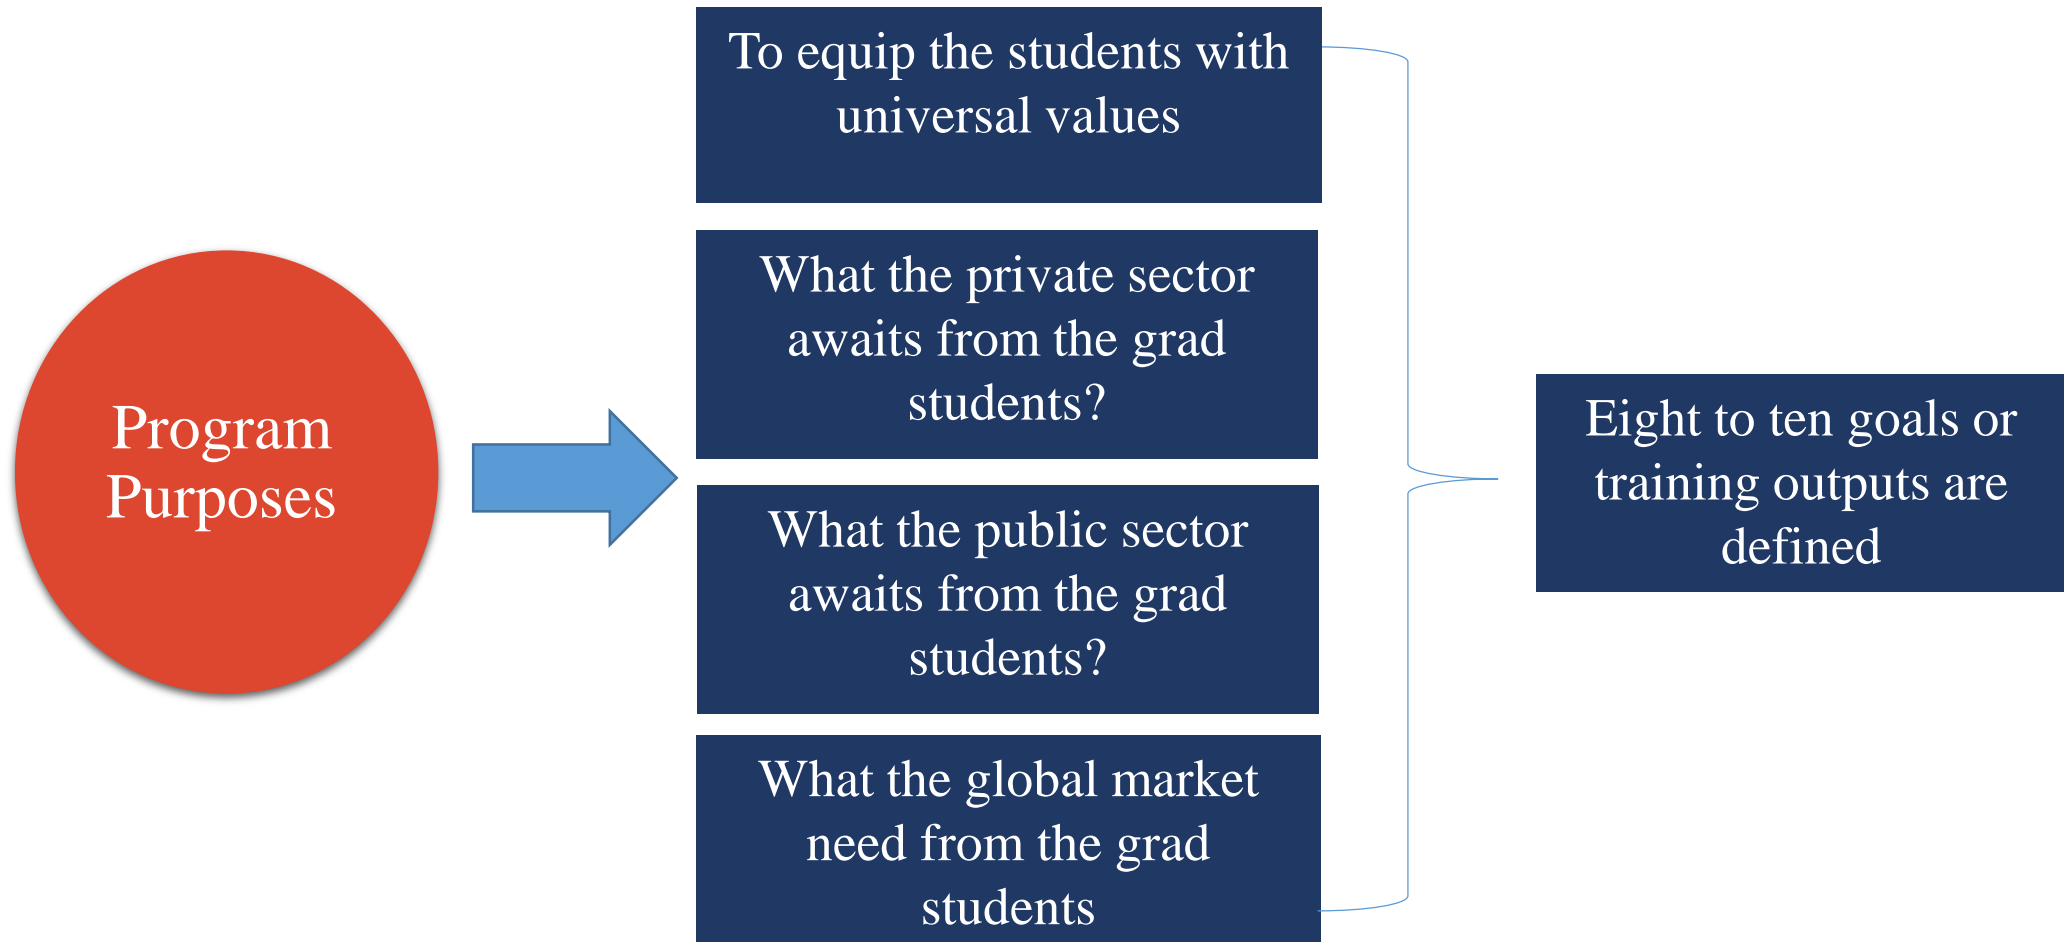 Program
Purposes
To equip the students with
universal values
What the private sector
awaits from the grad
students?
What the public sector
awaits from the grad
students?
What the global market
need from the grad
students
Eight to ten goals or
training outputs are
defined